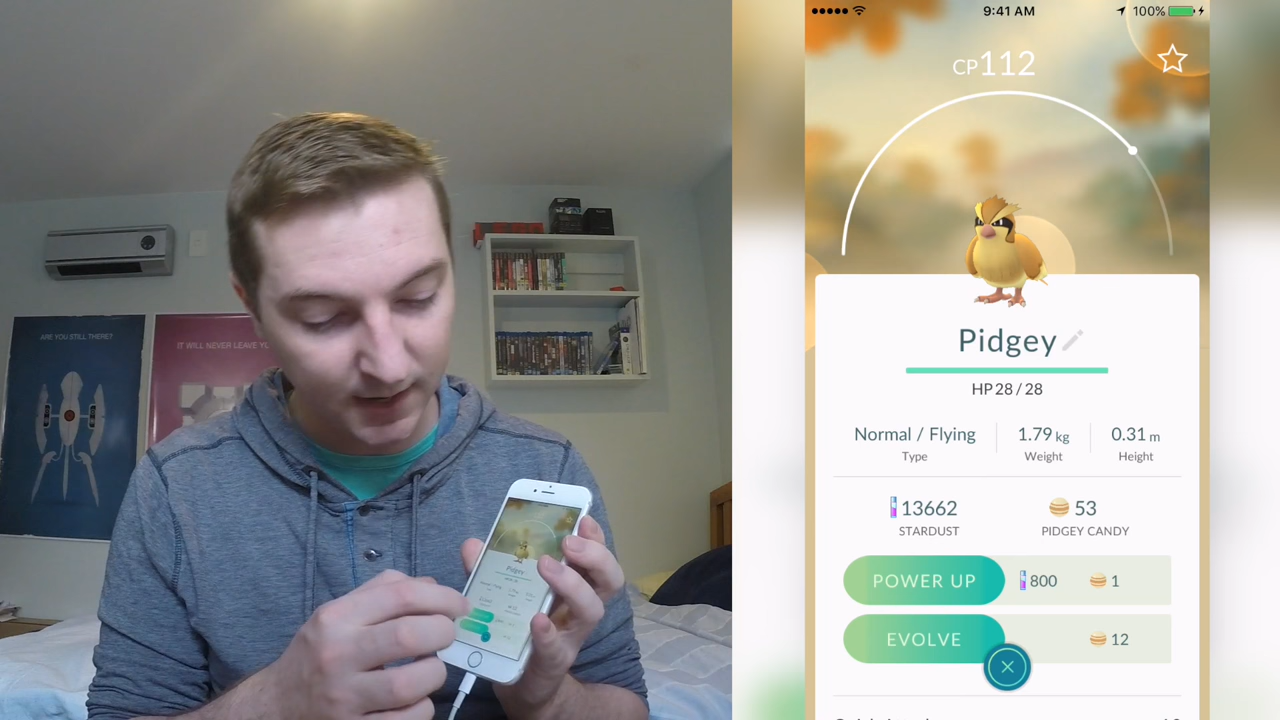 ARE YOU STILL THERE?
IT WILL NEVER LEAVE YO
9:41 AM
100%
CP112
Pidgey
HP 28 / 28
Normal / Flying
1.79 kg
0.31 m
Type
Weight
Height
13662
53
STARDUST
PIDGEY CANDY
POWER UP
800
1
EVOLVE
12